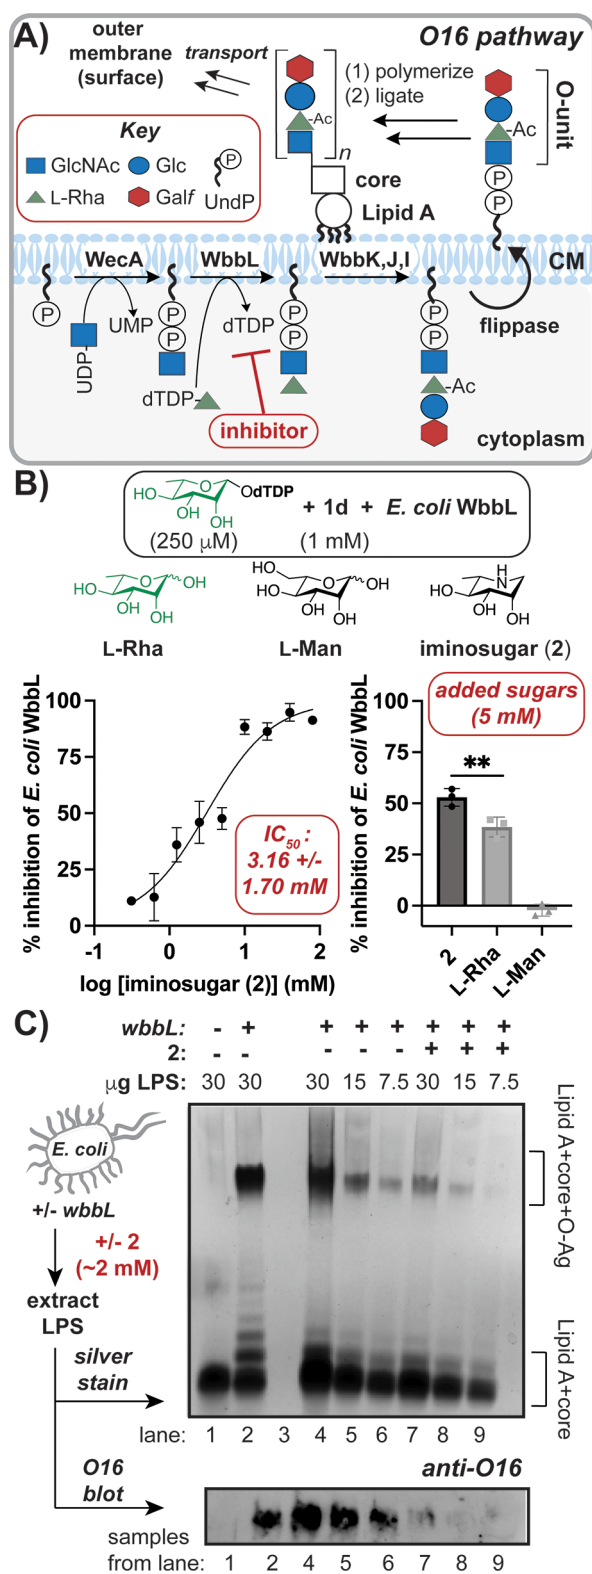 A)
O16 pathway
outer
membrane
(surface)
transport
(1) polymerize
(2) ligate
-Ac
n
-Ac
O-unit
Key
GlcNAc
Glc
P
L-Rha
Galf
UndP
core
Lipid A
P
P
WecA
WbbL
WbbK,J,I
CM
P
UDP-
UMP
P
P
dTDP-
dTDP
P
P
P
P
-Ac
flippase
inhibitor
cytoplasm
B)
HO
HO
OH
O
OdTDP
+ 1d + E. coli WbbL
(250 µM)
(1 mM)
HO
HO
OH
O
OH
HO
HO
HO
OH
O
OH
H
N
HO
HO
OH
L-Rha
L-Man
iminosugar (2)
% inhibition of E. coli WbbL
100
75
50
25
0
-1
0
1
2
log [iminosugar (2)] (mM)
IC50 :
3.16 +/-
1.70 mM
% inhibition of E. coli WbbL
100
50
0
added sugars
(5 mM)
**
2
L-Rha
L-Man
C)
wbbL: - + + + + + + +
2: - - - - - + + +
µg LPS: 30 30 30 15 7.5 30 15 7.5
E. coli
+/- wbbL
+/- 2
(~2 mM)
extract
LPS
silver
stain
Lipid A+core+O-Ag
Lipid A+core
lane: 1 2 3 4 5 6 7 8 9
O16
blot
anti-O16
samples
from lane: 1 2 4 5 6 7 8 9